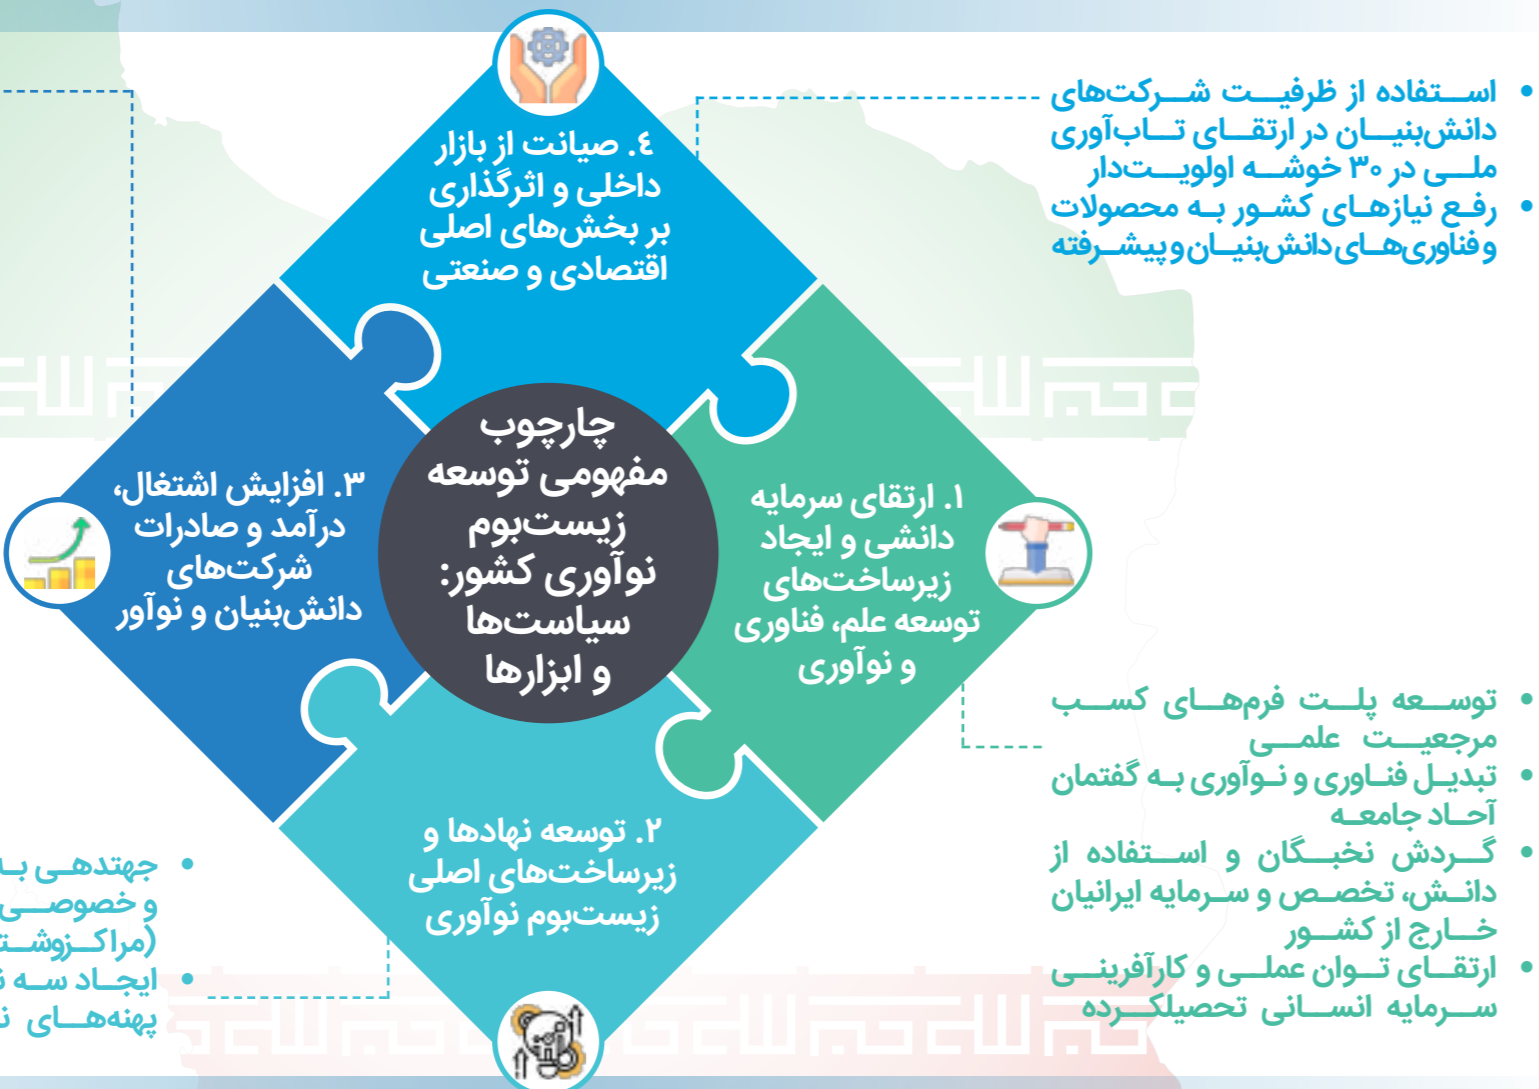 ۴. صیانت از بازار
داخلی و اثرگذاری
بر بخش‌های اصلی
اقتصادی و صنعتی
• استفاده از ظرفیت شرکت‌های
دانش‌بنیان در ارتقای تاب‌آوری
ملی در ۳۰ خوشه اولویت‌دار
• رفع نیازهای کشور به محصولات
و فناوری‌های دانش‌بنیان و پیشرفته
چارچوب
مفهومی توسعه
زیست‌بوم
نوآوری کشور:
سیاست‌ها
و ابزارها
۱. ارتقای سرمایه
دانشی و ایجاد
زیرساخت‌های
توسعه علم، فناوری
و نوآوری
• توسعه پلت فرم‌های کسب
مرجعیت علمی
• تبدیل فناوری و نوآوری به گفتمان
آحاد جامعه
• گردش نخبگان و استفاده از
دانش، تخصص و سرمایه ایرانیان
خارج از کشور
• ارتقای توان عملی و کارآفرینی
سرمایه انسانی تحصیلکرده
۲. توسعه نهادها و
زیرساخت‌های اصلی
زیست‌بوم نوآوری
• جهتدهی به
و خصوصی
• ایجاد سه
پهنه‌های
۳. افزایش اشتغال،
درآمد و صادرات
شرکت‌های
دانش‌بنیان و نوآور